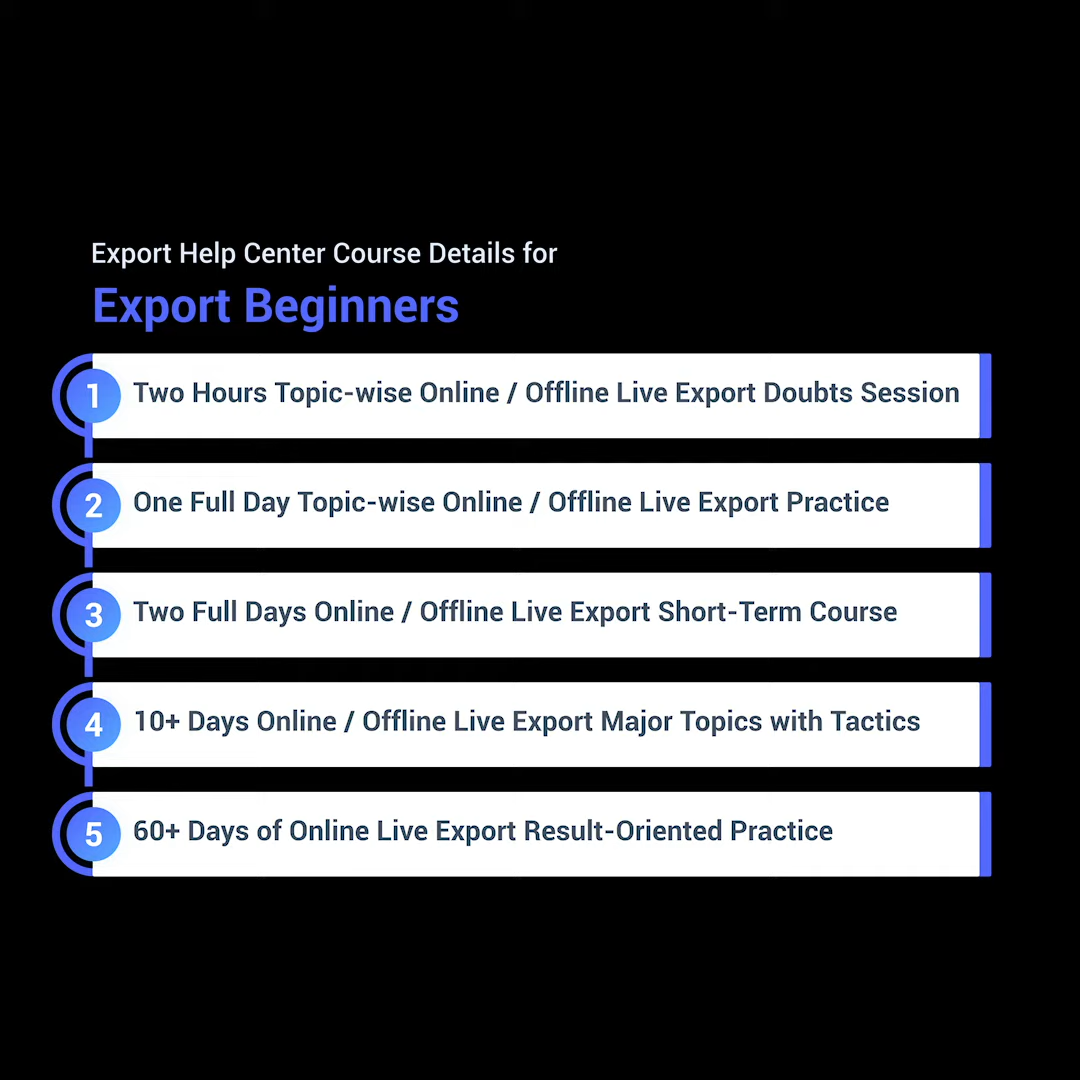 Export Help Center Course Details for
Export Beginners
1 Two Hours Topic-wise Online / Offline Live Export Doubts Session
2 One Full Day Topic-wise Online / Offline Live Export Practice
3 Two Full Days Online / Offline Live Export Short-Term Course
4 10+ Days Online / Offline Live Export Major Topics with Tactics
5 60+ Days of Online Live Export Result-Oriented Practice